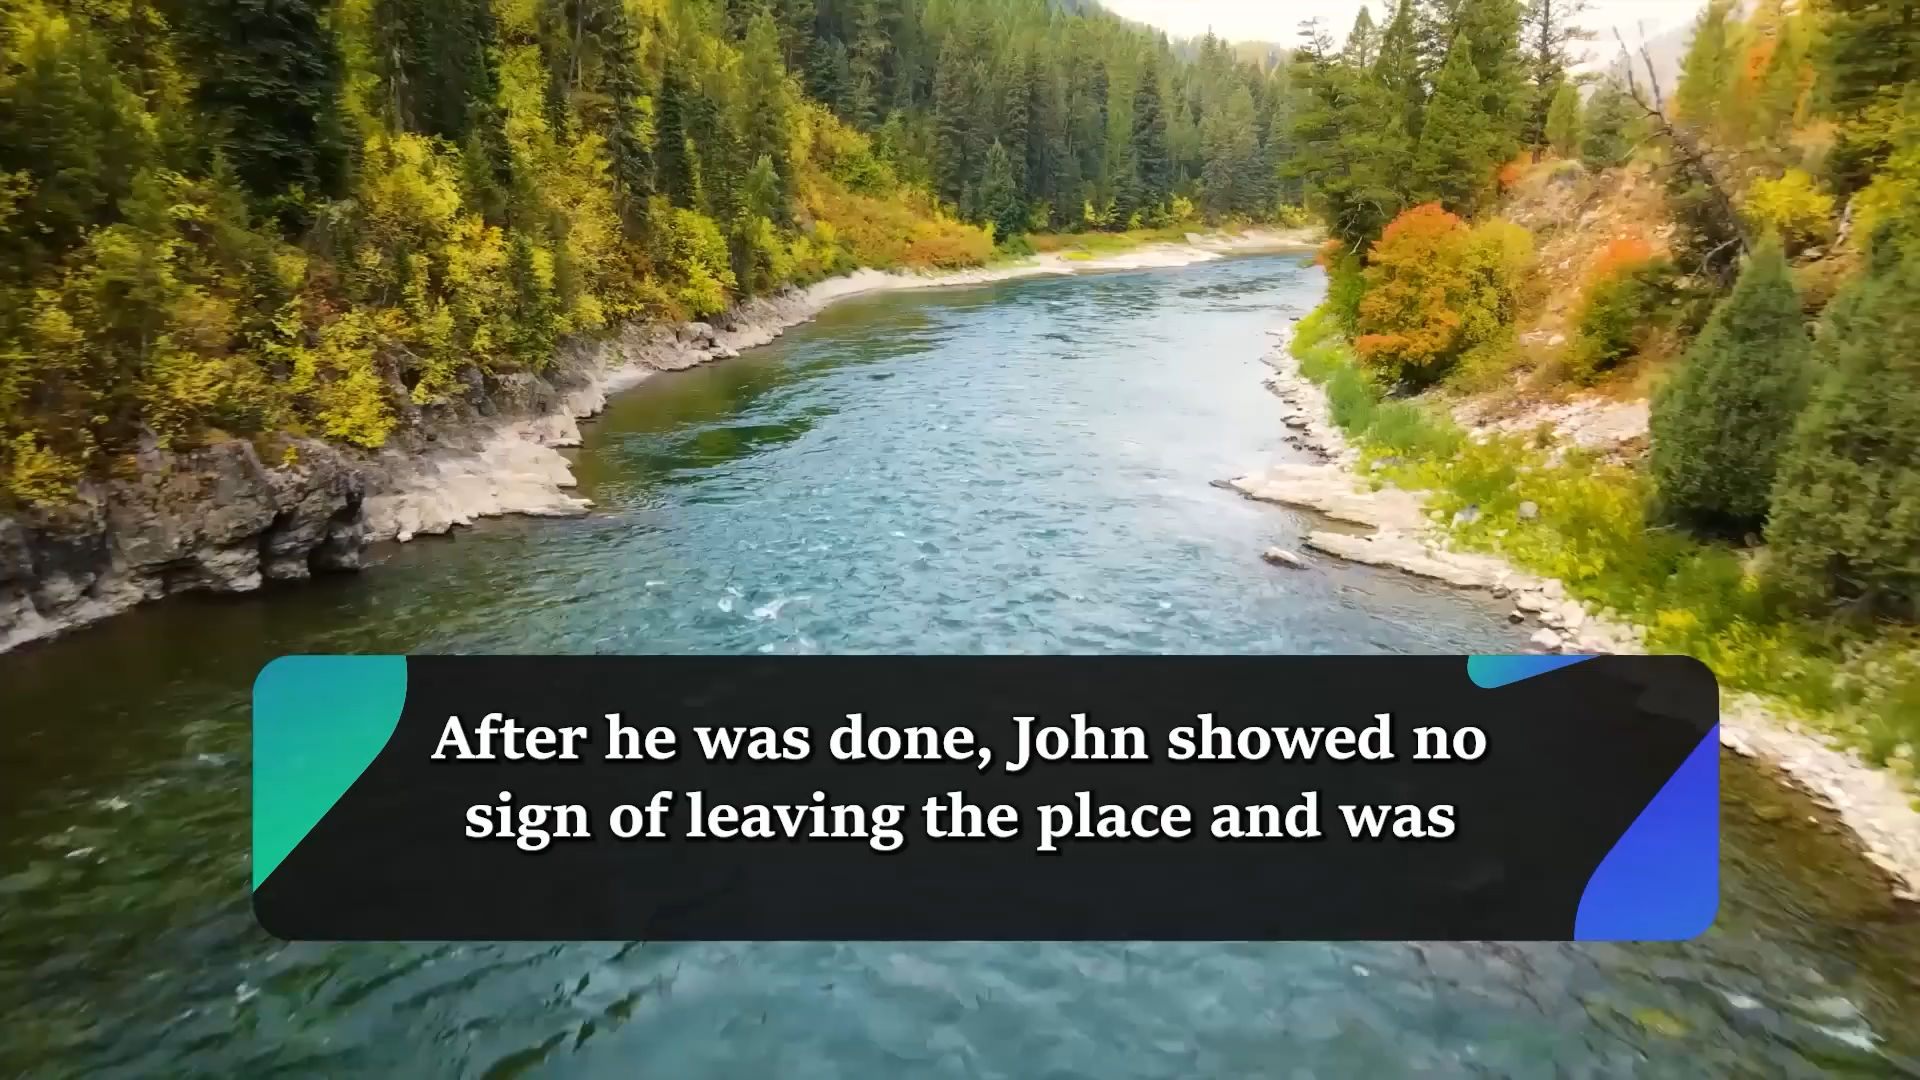 After he was done, John showed no
sign of leaving the place and was